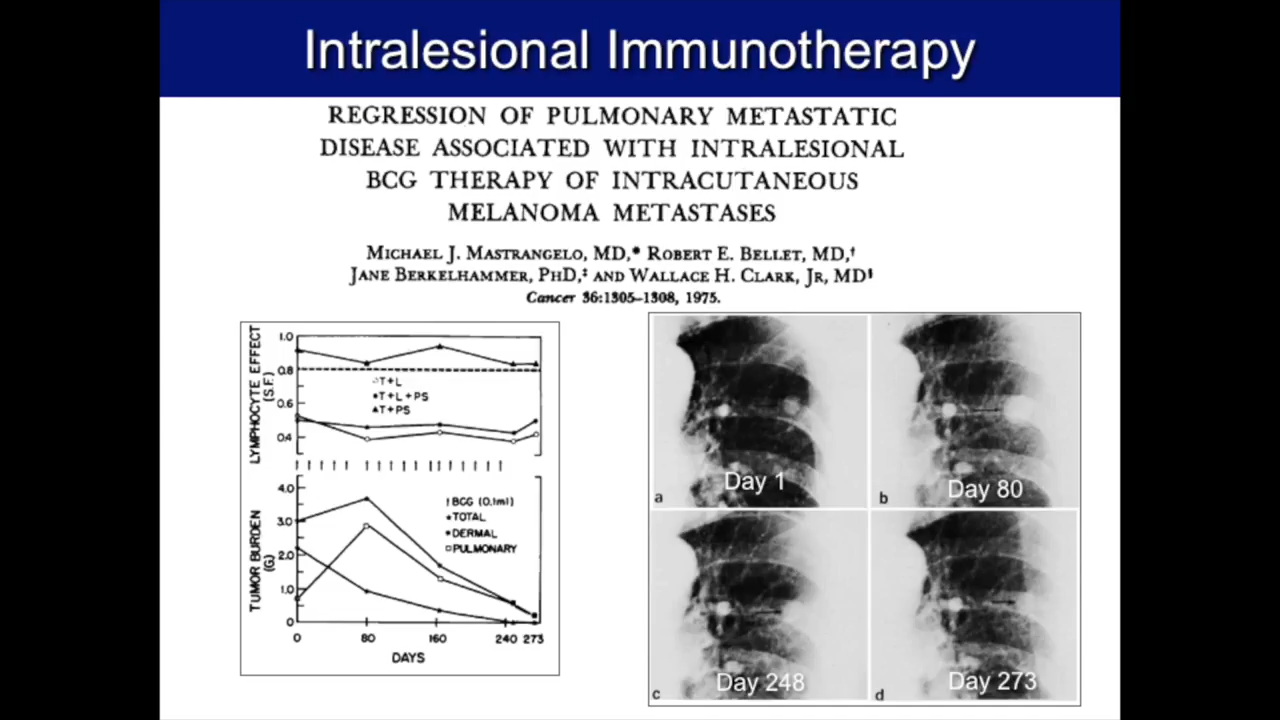 Intralesional Immunotherapy
REGRESSION OF PULMONARY METASTATIC
DISEASE ASSOCIATED WITH INTRALESIONAL
BCG THERAPY OF INTRACUTANEOUS
MELANOMA METASTASES
MICHAEL J. MASTRANGELO, MD,* ROBERT E. BELLET, MD,†
JANE BERKELHAMMER, PHD,‡ AND WALLACE H. CLARK, JR, MD§
Cancer 36:1305–1308, 1975.
LYMPHOCYTE EFFECT
(S.F.)
1.0
0.8
0.6
0.4
○T+L
•T+L+PS
▲T+PS
TUMOR BURDEN
(G)
4.0
3.0
2.0
1.0
0
↑BCG (0.1ml)
•TOTAL
•DERMAL
□PULMONARY
0 80 160 240 273
DAYS
a Day 1
b Day 80
c Day 248
d Day 273